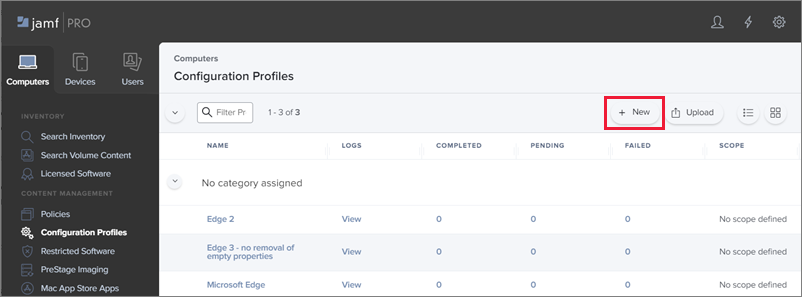 jamf PRO
Computers Devices Users
INVENTORY
Search Inventory
Search Volume Content
Licensed Software
CONTENT MANAGEMENT
Policies
Configuration Profiles
Restricted Software
PreStage Imaging
Mac App Store Apps
Computers
Configuration Profiles
Filter Pr 1 - 3 of 3 + New Upload
NAME LOGS COMPLETED PENDING FAILED SCOPE
No category assigned
Edge 2 View 0 0 0 No scope defined
Edge 3 - no removal of
empty properties View 0 0 0 No scope defined
Microsoft Edge View 0 0 0 No scope defined